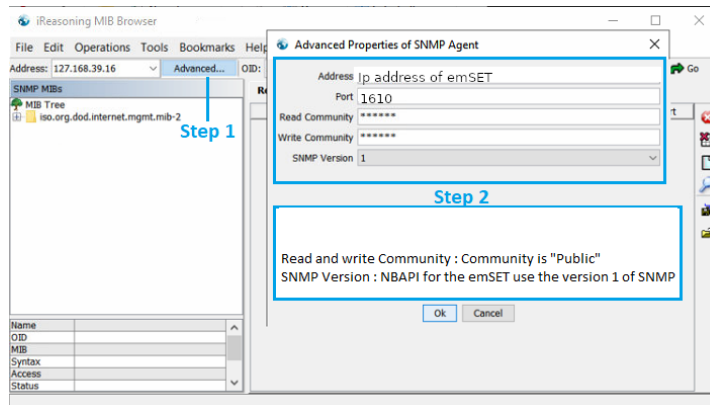 iReasoning MIB Browser
File Edit Operations Tools Bookmarks Help
Address: 127.168.39.16 Advanced... OID:
Go
SNMP MIBs
MIB Tree
iso.org.dod.internet.mgmt.mib-2
Step 1
Advanced Properties of SNMP Agent
Address Ip address of emSET
Port 1610
Read Community ******
Write Community ******
SNMP Version 1
Step 2
Read and write Community : Community is "Public"
SNMP Version : NBAPI for the emSET use the version 1 of SNMP
Ok Cancel
Name
OID
MIB
Syntax
Access
Status